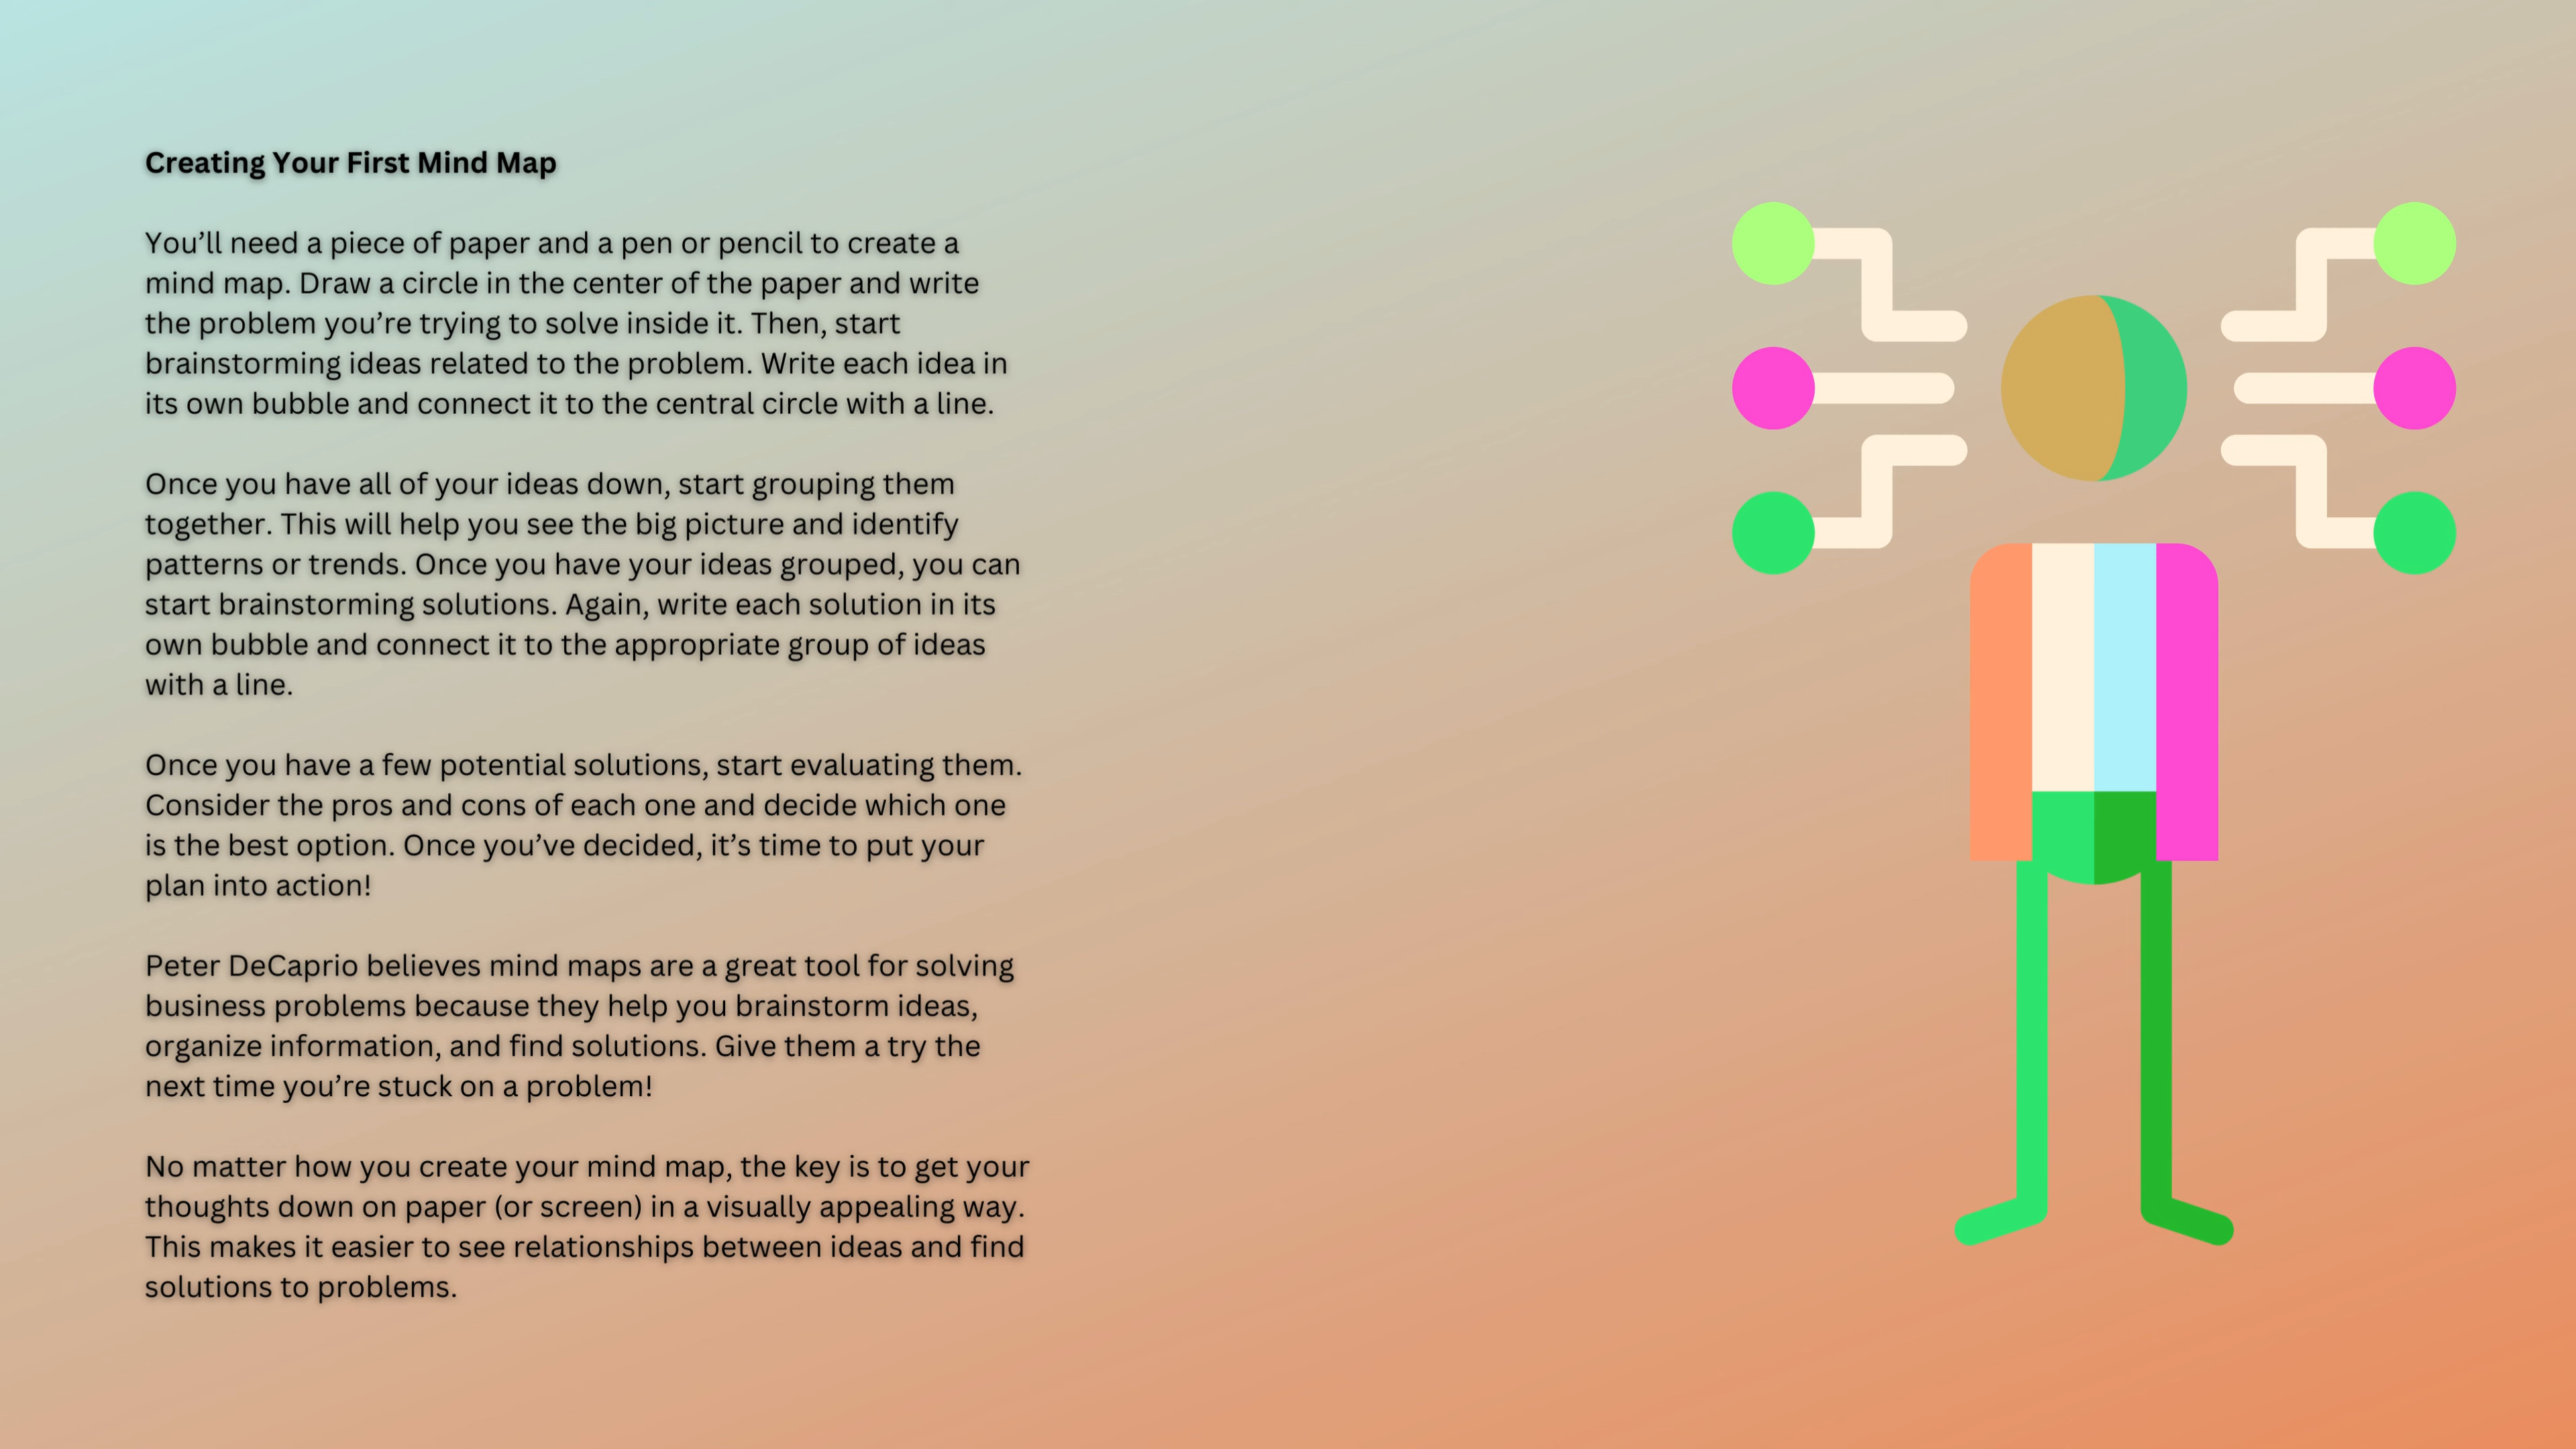 Creating Your First Mind Map
You’ll need a piece of paper and a pen or pencil to create a
mind map. Draw a circle in the center of the paper and write
the problem you’re trying to solve inside it. Then, start
brainstorming ideas related to the problem. Write each idea in
its own bubble and connect it to the central circle with a line.
Once you have all of your ideas down, start grouping them
together. This will help you see the big picture and identify
patterns or trends. Once you have your ideas grouped, you can
start brainstorming solutions. Again, write each solution in its
own bubble and connect it to the appropriate group of ideas
with a line.
Once you have a few potential solutions, start evaluating them.
Consider the pros and cons of each one and decide which one
is the best option. Once you’ve decided, it’s time to put your
plan into action!
Peter DeCaprio believes mind maps are a great tool for solving
business problems because they help you brainstorm ideas,
organize information, and find solutions. Give them a try the
next time you’re stuck on a problem!
No matter how you create your mind map, the key is to get your
thoughts down on paper (or screen) in a visually appealing way.
This makes it easier to see relationships between ideas and find
solutions to problems.